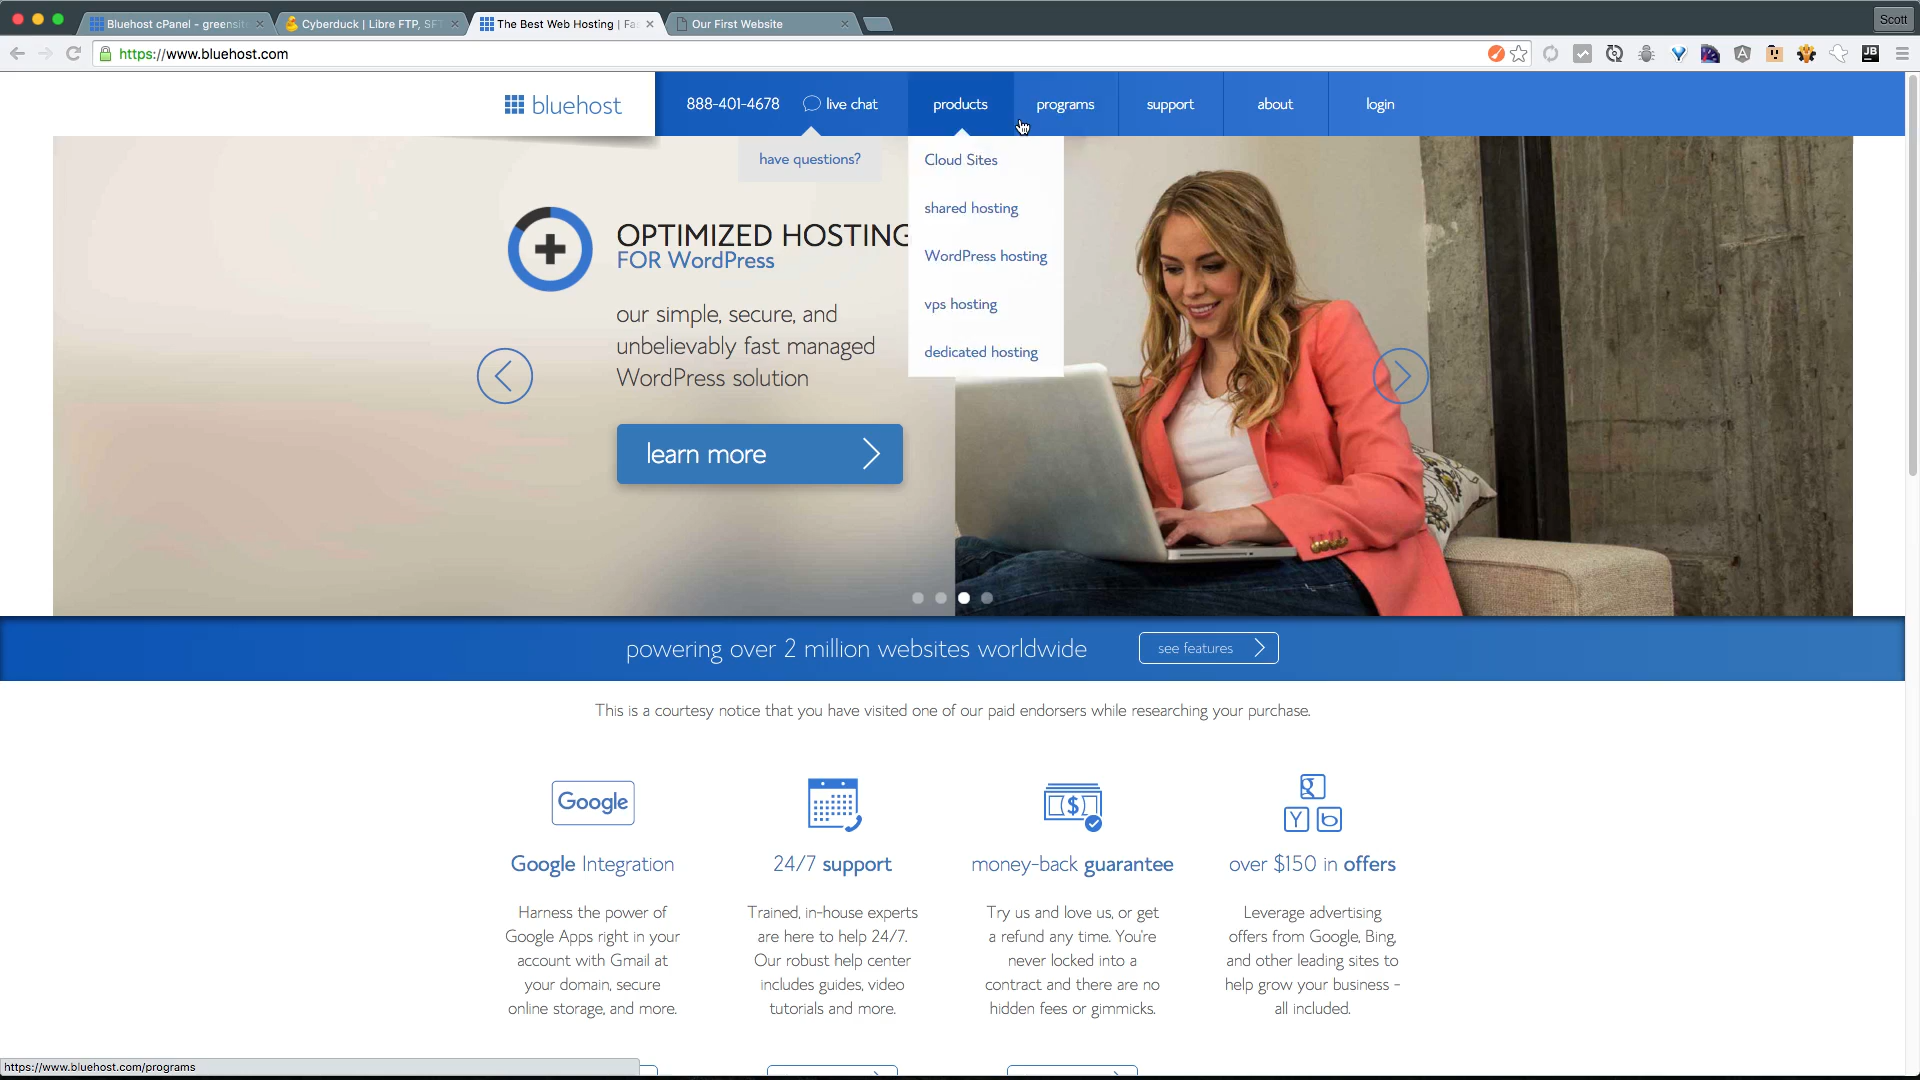 Bluehost cPanel - greensit
Cyberduck | Libre FTP, SFT
The Best Web Hosting | Fa
Our First Website
Scott
https://www.bluehost.com
JB
bluehost
888-401-4678
live chat
products
programs
support
about
login
have questions?
Cloud Sites
shared hosting
WordPress hosting
vps hosting
dedicated hosting
OPTIMIZED HOSTING
FOR WordPress
our simple, secure, and
unbelievably fast managed
WordPress solution
learn more
powering over 2 million websites worldwide
see features
This is a courtesy notice that you have visited one of our paid endorsers while researching your purchase.
Google
$
g
Y b
Google Integration
Harness the power of
Google Apps right in your
account with Gmail at
your domain, secure
online storage, and more.
24/7 support
Trained, in-house experts
are here to help 24/7.
Our robust help center
includes guides, video
tutorials and more.
money-back guarantee
Try us and love us, or get
a refund any time. You're
never locked into a
contract and there are no
hidden fees or gimmicks.
over $150 in offers
Leverage advertising
offers from Google, Bing,
and other leading sites to
help grow your business -
all included.
https://www.bluehost.com/programs